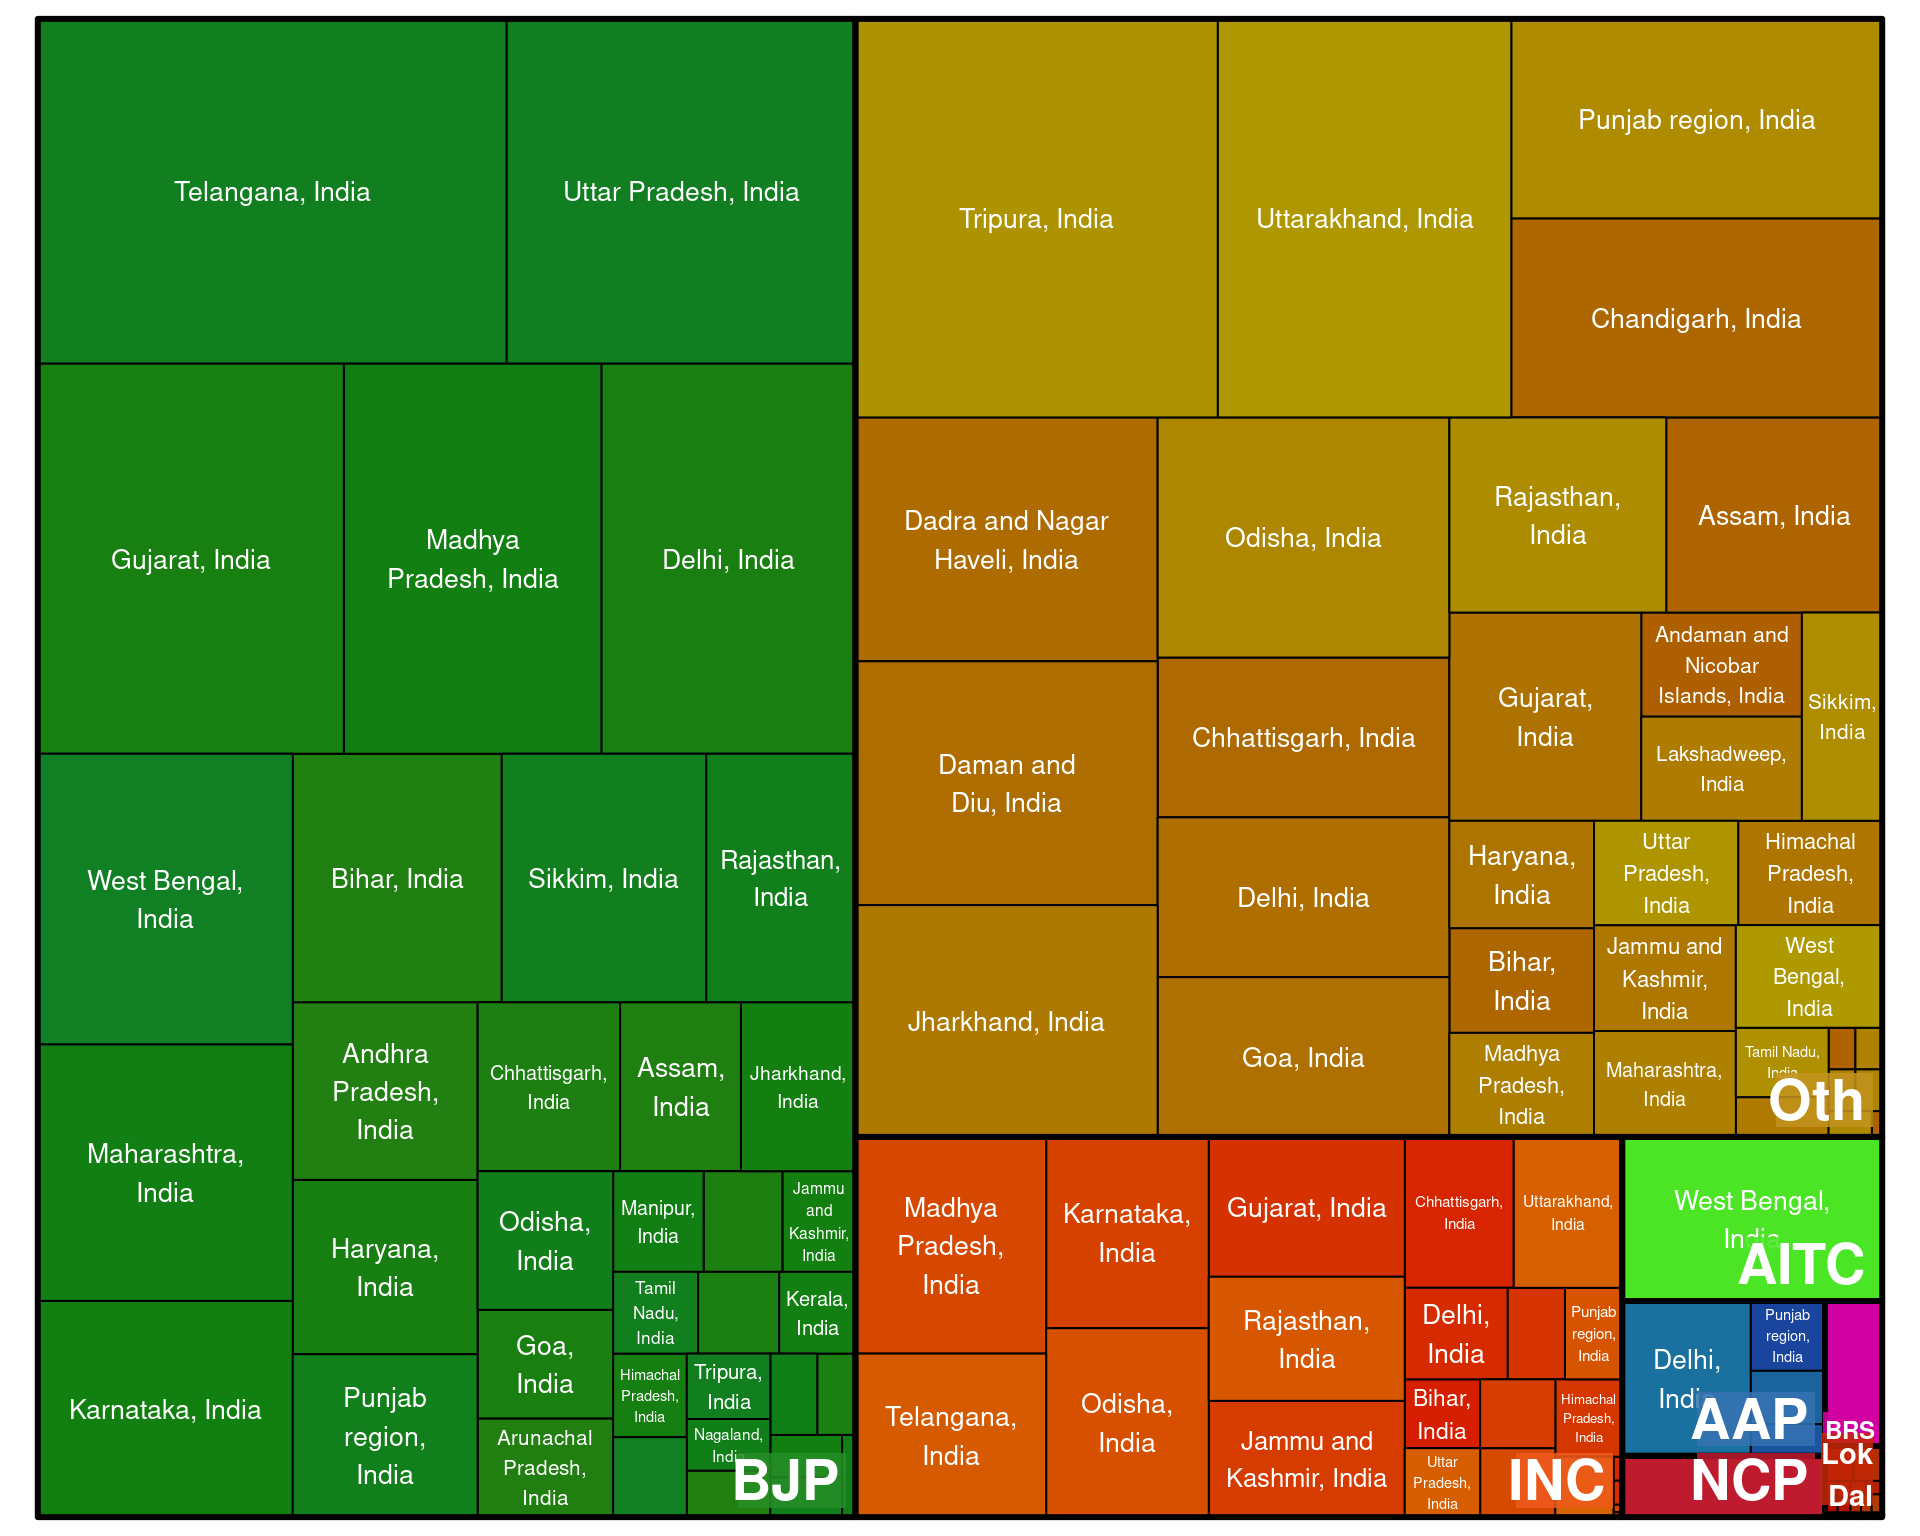 Telangana, India
Uttar Pradesh, India
Gujarat, India
Madhya
Pradesh, India
Delhi, India
West Bengal,
India
Bihar, India
Sikkim, India
Rajasthan,
India
Maharashtra,
India
Karnataka, India
Andhra
Pradesh,
India
Chhattisgarh,
India
Assam,
India
Jharkhand,
India
Haryana,
India
Punjab
region,
India
Odisha,
India
Goa,
India
Arunachal
Pradesh,
India
Manipur,
India
Jammu
and
Kashmir,
India
Tamil
Nadu,
India
Kerala,
India
Himachal
Pradesh,
India
Tripura,
India
Nagaland,
India
BJP
Tripura, India
Uttarakhand, India
Punjab region, India
Chandigarh, India
Dadra and Nagar
Haveli, India
Odisha, India
Rajasthan,
India
Assam, India
Daman and
Diu, India
Chhattisgarh, India
Gujarat,
India
Andaman and
Nicobar
Islands, India
Lakshadweep,
India
Sikkim,
India
Jharkhand, India
Delhi, India
Goa, India
Haryana,
India
Uttar
Pradesh,
India
Himachal
Pradesh,
India
Bihar,
India
Jammu and
Kashmir,
India
West
Bengal,
India
Madhya
Pradesh,
India
Maharashtra,
India
Tamil Nadu,
India
Oth
Madhya
Pradesh,
India
Karnataka,
India
Gujarat, India
Chhattisgarh,
India
Uttarakhand,
India
Telangana,
India
Odisha,
India
Rajasthan,
India
Jammu and
Kashmir, India
Delhi,
India
Punjab
region,
India
Bihar,
India
Himachal
Pradesh,
India
Uttar
Pradesh,
India
INC
West Bengal,
India
AITC
Delhi,
India
Punjab
region,
India
AAP
NCP
BRS
Lok
Dal